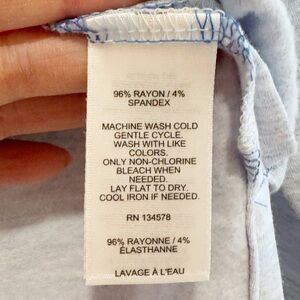 96% RAYON / 4%
SPANDEX
MACHINE WASH COLD
GENTLE CYCLE.
WASH WITH LIKE
COLORS.
ONLY NON-CHLORINE
BLEACH WHEN
NEEDED.
LAY FLAT TO DRY.
COOL IRON IF NEEDED.
RN 134578
96% RAYONNE / 4%
ÉLASTHANNE
LAVAGE À L'EAU